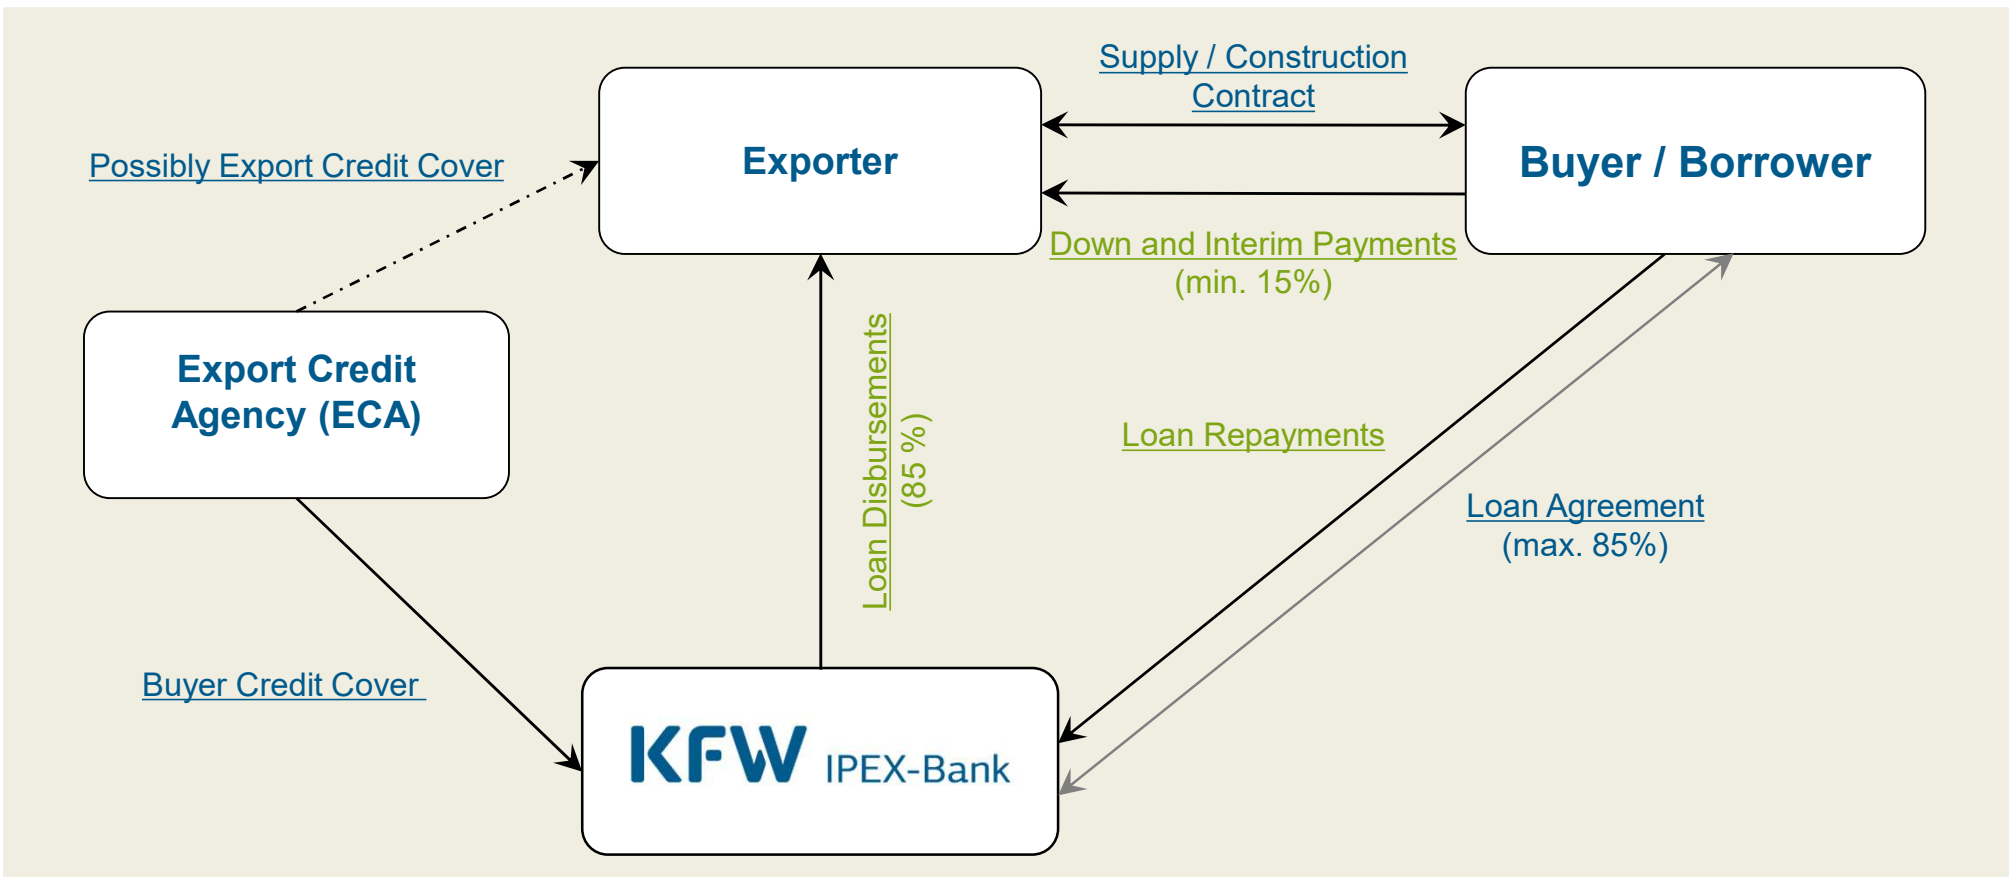 Supply / Construction
Contract
Possibly Export Credit Cover
Exporter
Buyer / Borrower
Down and Interim Payments
(min. 15%)
Export Credit
Agency (ECA)
Loan Disbursements
(85 %)
Loan Repayments
Loan Agreement
(max. 85%)
Buyer Credit Cover
KFW IPEX-Bank